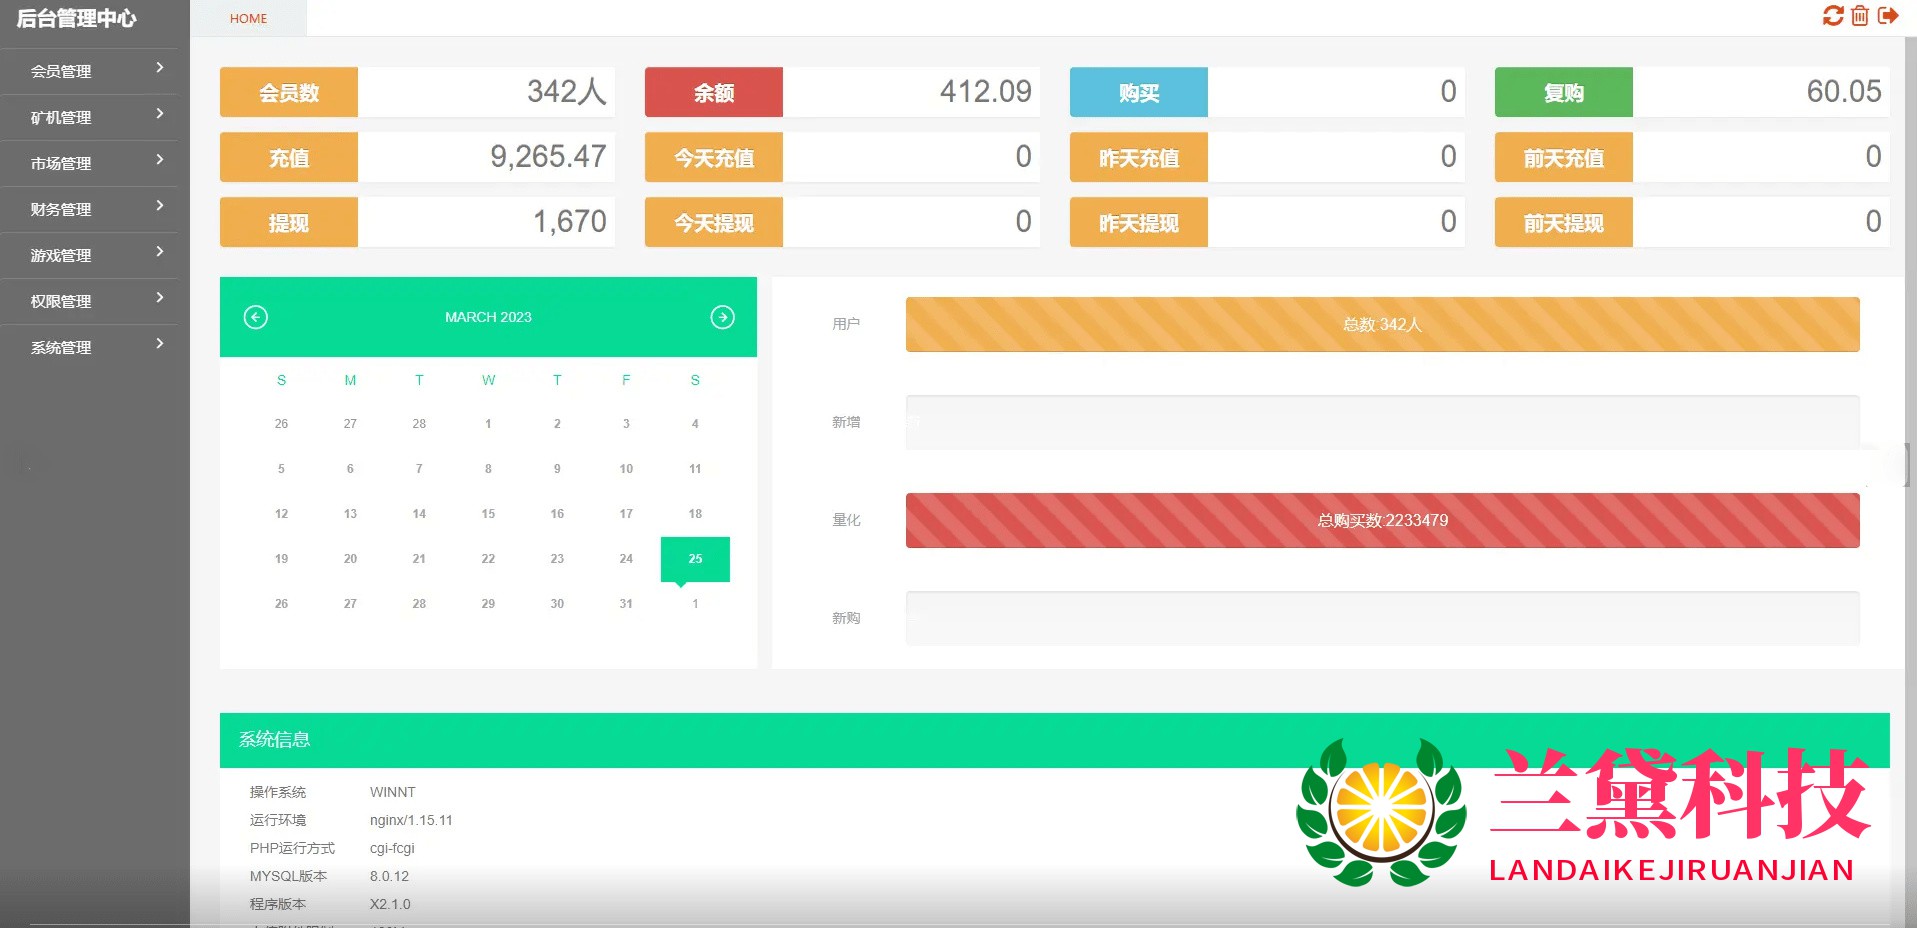 后台管理中心
HOME
会员管理
矿机管理
市场管理
财务管理
游戏管理
权限管理
系统管理
会员数 342人 余额 412.09 购买 0 复购 60.05
充值 9,265.47 今天充值 0 昨天充值 0 前天充值 0
提现 1,670 今天提现 0 昨天提现 0 前天提现 0
MARCH 2023
S M T W T F S
26 27 28 1 2 3 4
5 6 7 8 9 10 11
12 13 14 15 16 17 18
19 20 21 22 23 24 25
26 27 28 29 30 31 1
用户 总数:342人
新增
量化 总购买数:2233479
新购
系统信息
操作系统 WINNT
运行环境 nginx/1.15.11
PHP运行方式 cgi-fcgi
MYSQL版本 8.0.12
程序版本 X2.1.0
兰黛科技
LANDAIKEJIRUANJIAN